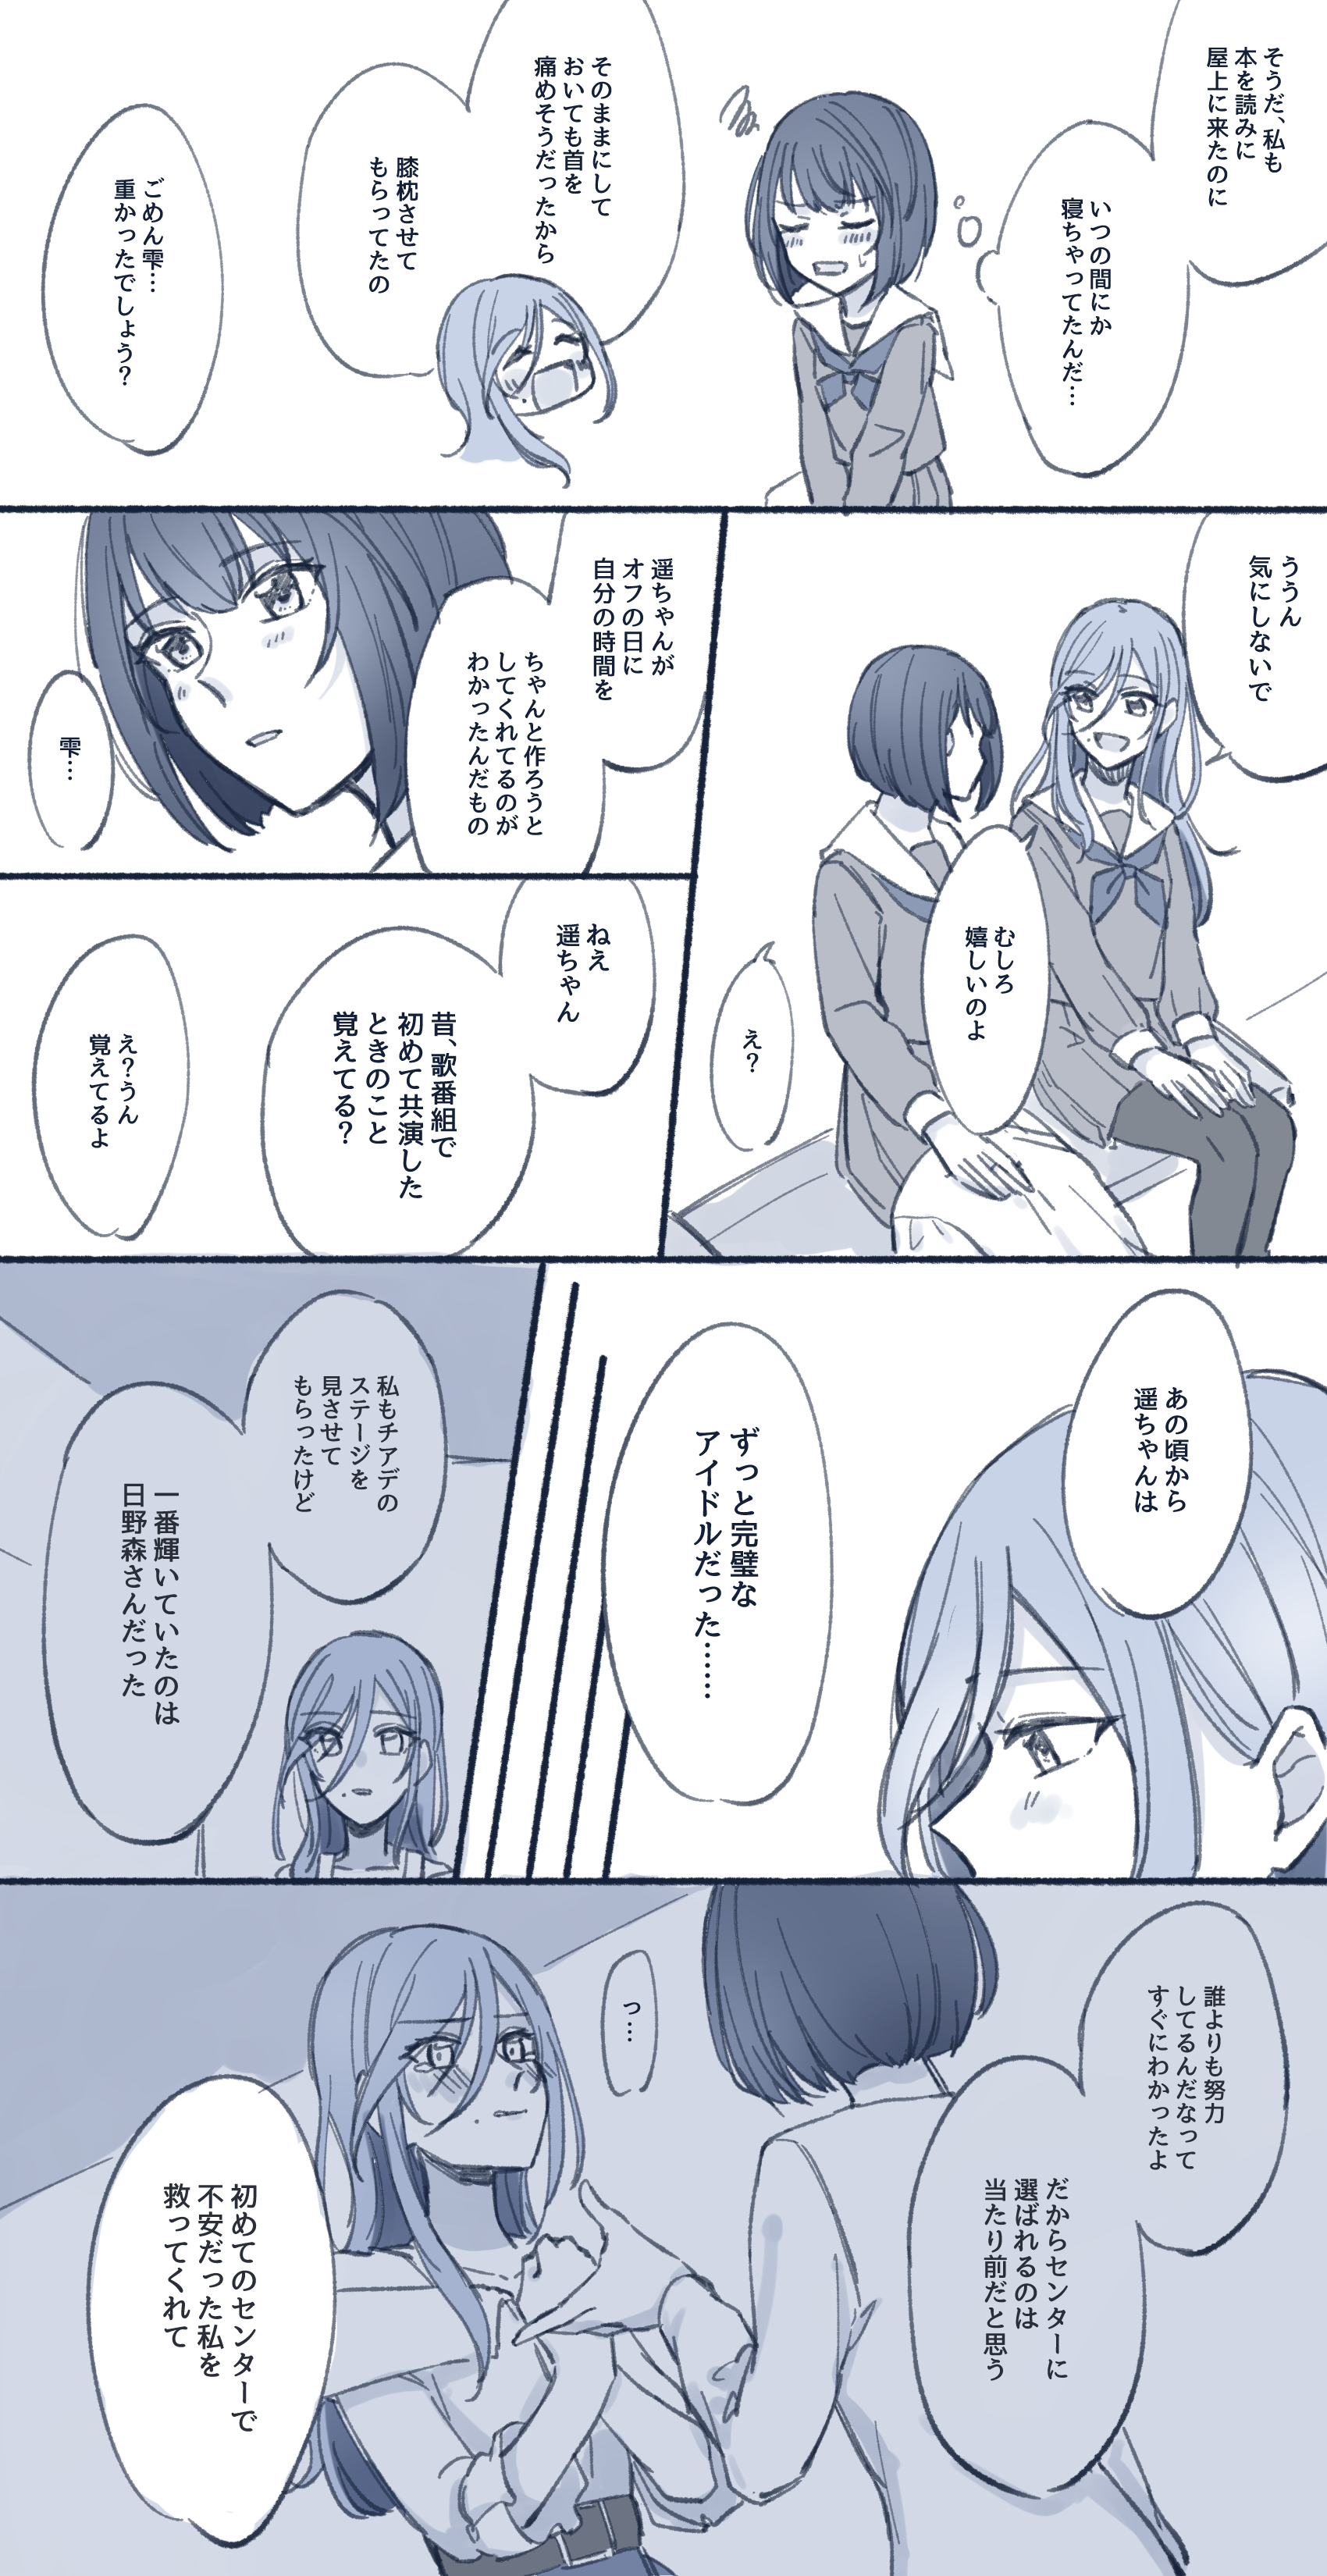 そうだ、私も
本を読みに
屋上に来たのに
いつの間にか
寝ちゃってたんだ…
そのままにして
おいても首を
痛めそうだったから
膝枕させて
もらってたの
ごめん雫…
重かったでしょう?
ううん
気にしないで
むしろ
嬉しいのよ
え?
遥ちゃんが
オフの日に
自分の時間を
ちゃんと作ろうと
してくれてるのが
わかったんだもの
雫…
ねえ
遥ちゃん
昔、歌番組で
初めて共演した
ときのこと
覚えてる?
え?うん
覚えてるよ
あの頃から
遥ちゃんは
ずっと完璧な
アイドルだった……
私もチアデの
ステージを
見させて
もらったけど
一番輝いていたのは
日野森さんだった
誰よりも努力
してるんだなって
すぐにわかったよ
だからセンターに
選ばれるのは
当たり前だと思う
っ…
初めてのセンターで
不安だった私を
救ってくれて